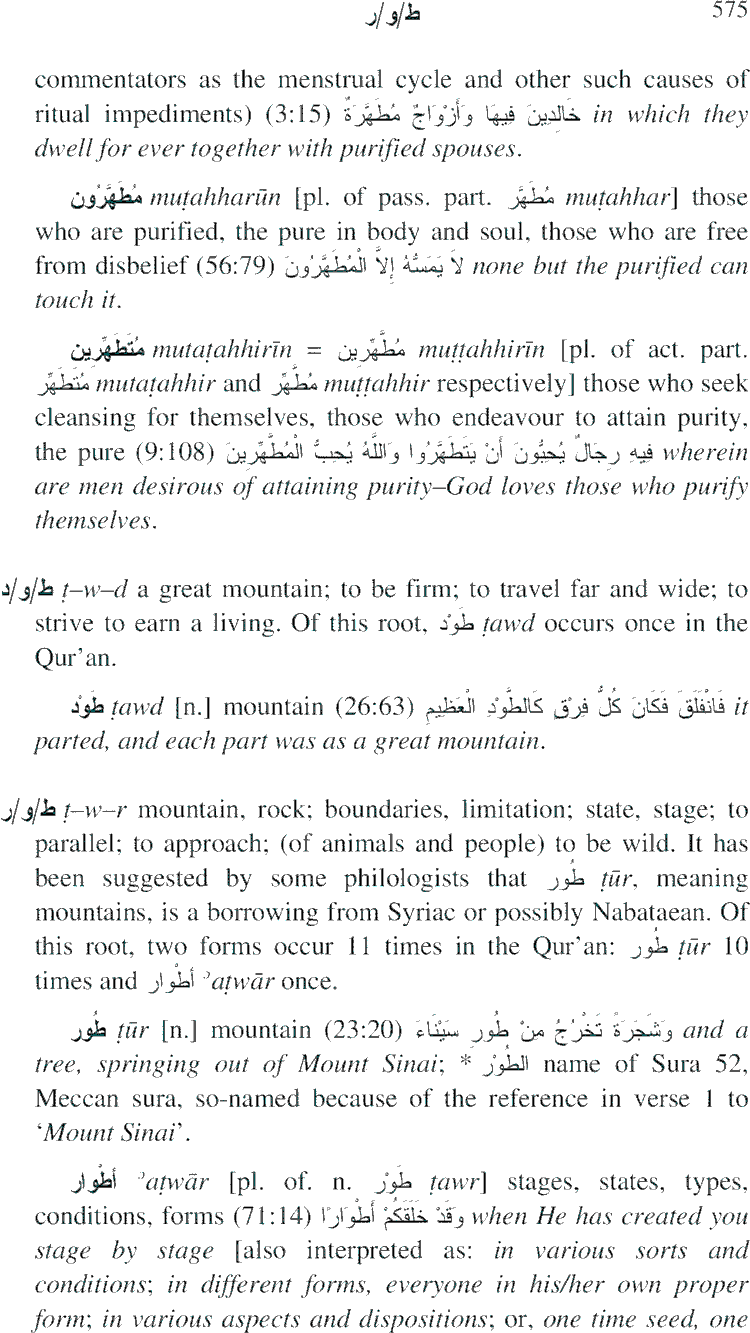 ط/و/ر 575
commentators as the menstrual cycle and other such causes of
ritual impediments) (3:15) خَالِدِينَ فِيهَا وَأَزْوَاجٌ مُطَهَّرَةٌ in which they
dwell for ever together with purified spouses.
مُطَهَّرُون muṭahharūn [pl. of pass. part. مُطَهَّر muṭahhar] those
who are purified, the pure in body and soul, those who are free
from disbelief (56:79) لاَ يَمَسُّهُ إِلاَّ الْمُطَهَّرُونَ none but the purified can
touch it.
مُتَطَهِّرِين mutaṭahhirīn = مُطَّهِّرِين muṭṭahhirīn [pl. of act. part.
مُتَطَهِّر mutaṭahhir and مُطَّهِّر muṭṭahhir respectively] those who seek
cleansing for themselves, those who endeavour to attain purity,
the pure (9:108) فِيهِ رِجَالٌ يُحِبُّونَ أَنْ يَتَطَهَّرُوا وَاللَّهُ يُحِبُّ الْمُطَّهِّرِينَ wherein
are men desirous of attaining purity–God loves those who purify
themselves.
ط/و/د ṭ–w–d a great mountain; to be firm; to travel far and wide; to
strive to earn a living. Of this root, طَوْد ṭawd occurs once in the
Qur’an.
طَوْد ṭawd [n.] mountain (26:63) فَانْفَلَقَ فَكَانَ كُلُّ فِرْقٍ كَالطَّوْدِ الْعَظِيمِ it
parted, and each part was as a great mountain.
ط/و/ر ṭ–w–r mountain, rock; boundaries, limitation; state, stage; to
parallel; to approach; (of animals and people) to be wild. It has
been suggested by some philologists that طُور ṭūr, meaning
mountains, is a borrowing from Syriac or possibly Nabataean. Of
this root, two forms occur 11 times in the Qur’an: طُور ṭūr 10
times and أطْوار ʾaṭwār once.
طُور ṭūr [n.] mountain (23:20) وَشَجَرَةً تَخْرُجُ مِنْ طُورِ سَيْنَاءَ and a
tree, springing out of Mount Sinai; * الطُوْر name of Sura 52,
Meccan sura, so-named because of the reference in verse 1 to
‘Mount Sinai’.
أطْوار ʾaṭwār [pl. of. n. طَوْر ṭawr] stages, states, types,
conditions, forms (71:14) وَقَدْ خَلَقَكُمْ أَطْوَارًا when He has created you
stage by stage [also interpreted as: in various sorts and
conditions; in different forms, everyone in his/her own proper
form; in various aspects and dispositions; or, one time seed, one